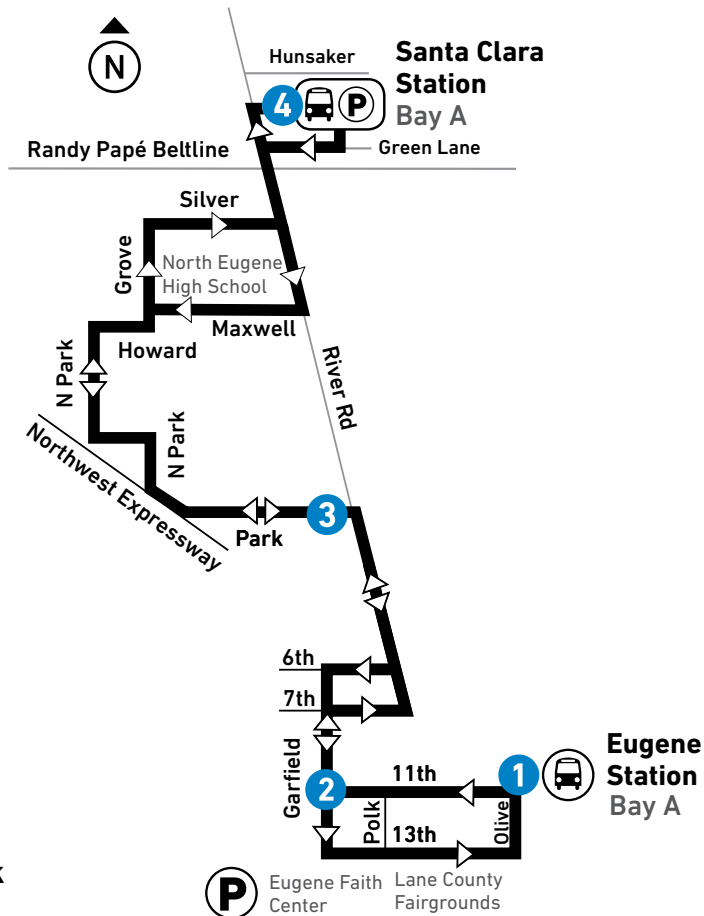 N
Hunsaker
Santa Clara
Station
Bay A
4
P
Randy Papé Beltline
Green Lane
Silver
Grove
North Eugene
High School
Maxwell
Howard
N Park
River Rd
N Park
Northwest Expressway
3
Park
6th
7th
Garfield
1
Eugene
Station
Bay A
2
11th
Polk
Olive
13th
k
P
Eugene Faith
Center
Lane County
Fairgrounds